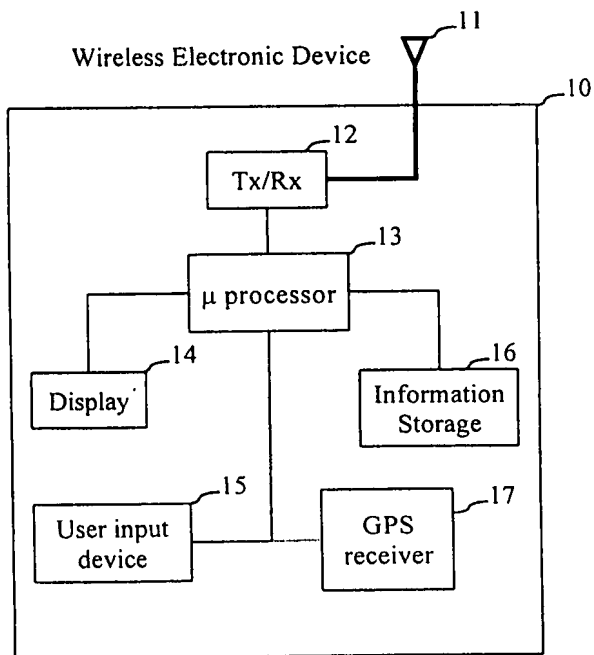 11
Wireless Electronic Device
10
12
Tx/Rx
13
μ processor
14
Display
16
Information
Storage
15
User input
device
17
GPS
receiver